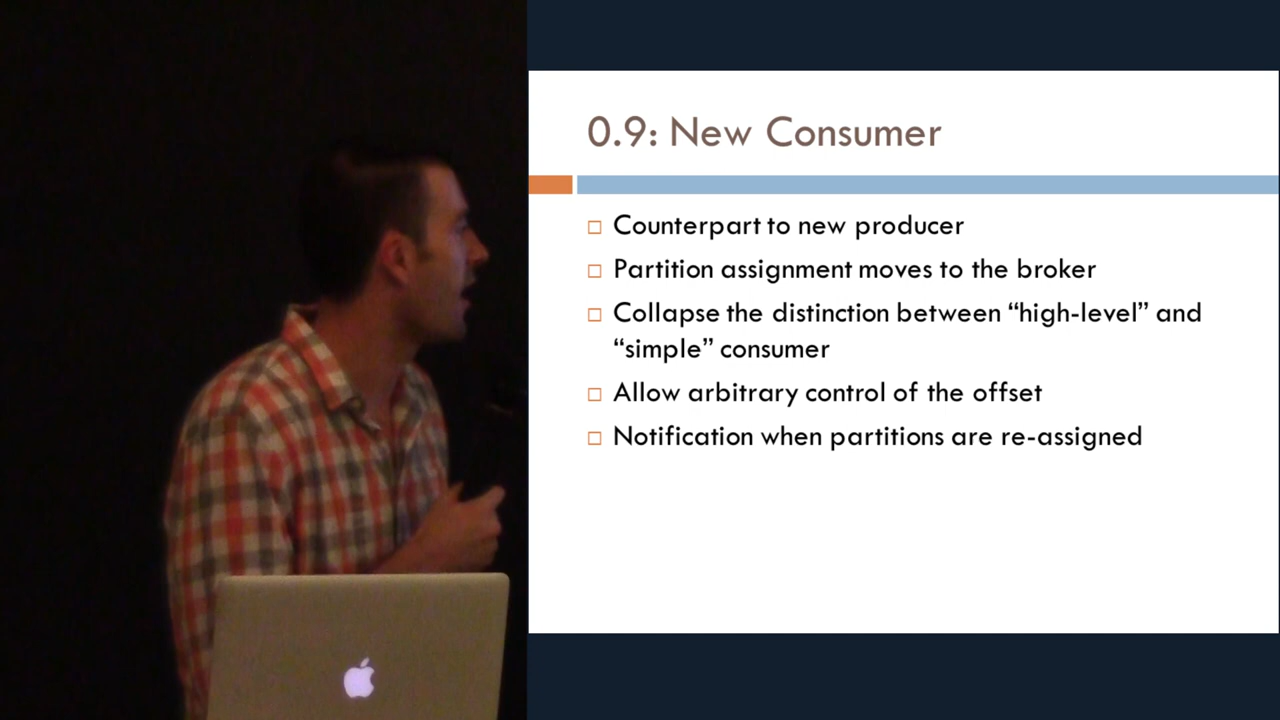 0.9: New Consumer
Counterpart to new producer
Partition assignment moves to the broker
Collapse the distinction between “high-level” and
“simple” consumer
Allow arbitrary control of the offset
Notification when partitions are re-assigned